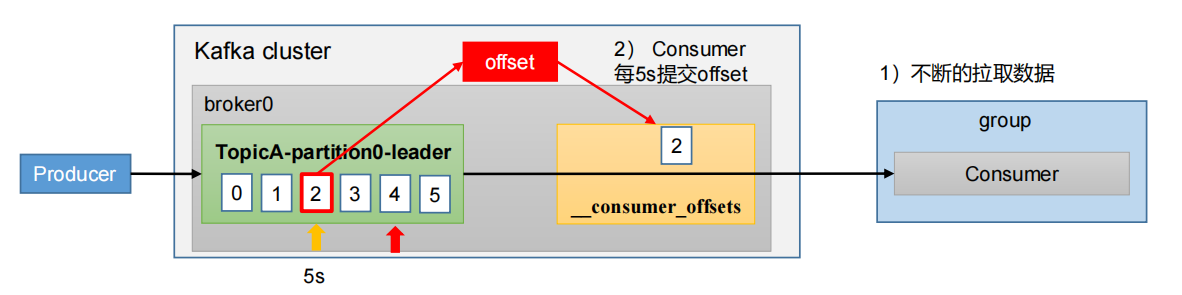 Kafka cluster
offset
2） Consumer
每5s提交offset
1）不断的拉取数据
broker0
group
TopicA-partition0-leader
2
Producer
Consumer
0 1 2 3 4 5
__consumer_offsets
5s